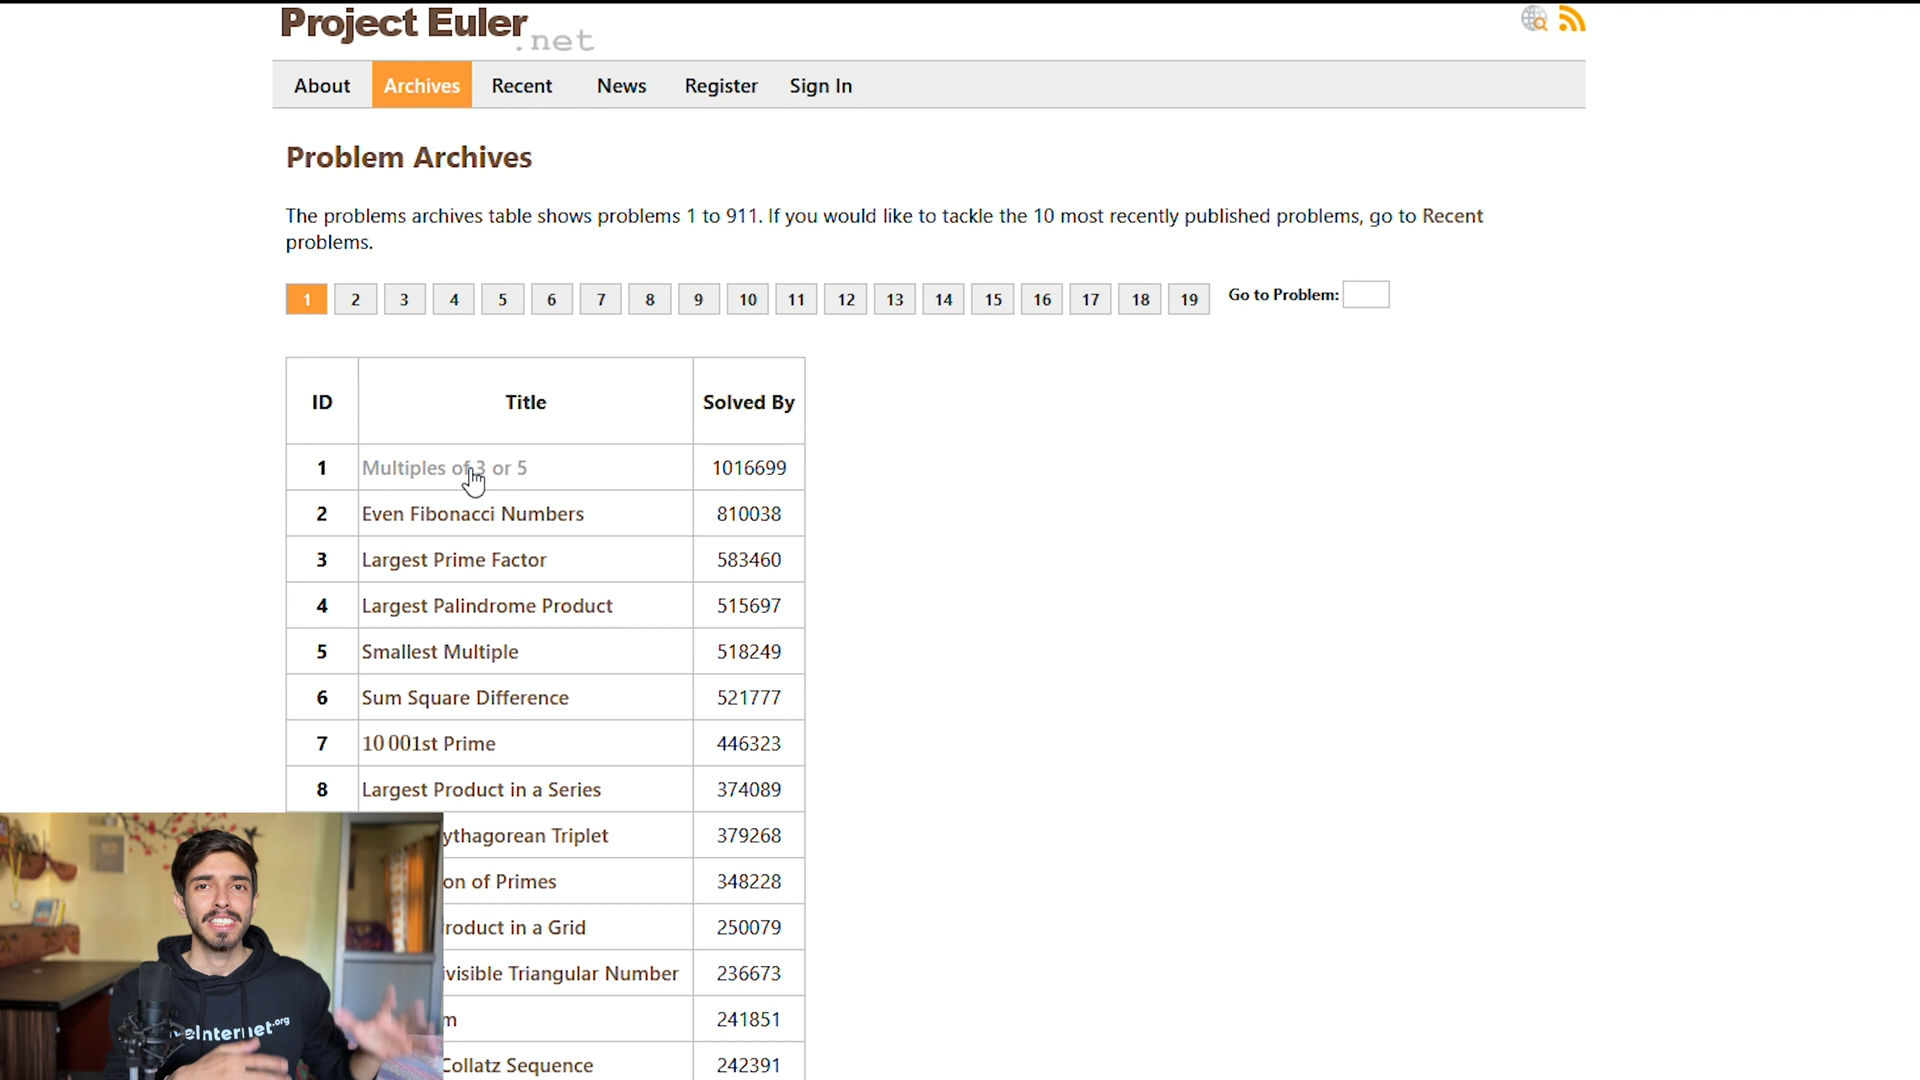 Project Euler
.net
About Archives Recent News Register Sign In
Problem Archives
The problems archives table shows problems 1 to 911. If you would like to tackle the 10 most recently published problems, go to Recent
problems.
1 2 3 4 5 6 7 8 9 10 11 12 13 14 15 16 17 18 19 Go to Problem:
ID Title Solved By
1 Multiples of 3 or 5 1016699
2 Even Fibonacci Numbers 810038
3 Largest Prime Factor 583460
4 Largest Palindrome Product 515697
5 Smallest Multiple 518249
6 Sum Square Difference 521777
7 10 001st Prime 446323
8 Largest Product in a Series 374089
ythagorean Triplet 379268
on of Primes 348228
roduct in a Grid 250079
ivisible Triangular Number 236673
m 241851
Collatz Sequence 242391
eInternet.org